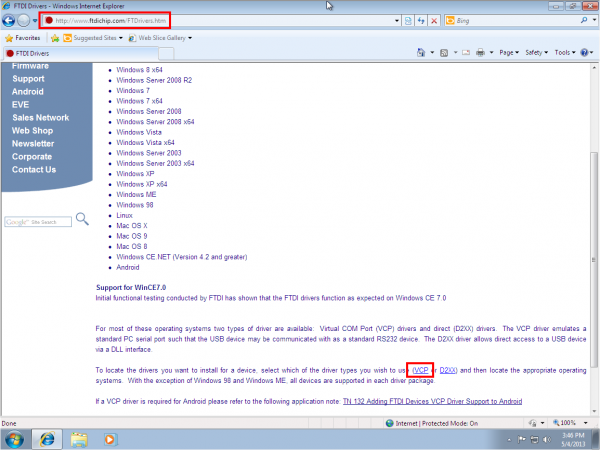 FTDI Drivers - Windows Internet Explorer
http://www.ftdichip.com/FTDrivers.htm
Bing
Favorites
Suggested Sites
Web Slice Gallery
FTDI Drivers
Page
Safety
Tools
Firmware
Support
Android
EVE
Sales Network
Web Shop
Newsletter
Corporate
Contact Us
Google Site Search
Windows 8 x64
Windows Server 2008 R2
Windows 7
Windows 7 x64
Windows Server 2008
Windows Server 2008 x64
Windows Vista
Windows Vista x64
Windows Server 2003
Windows Server 2003 x64
Windows XP
Windows XP x64
Windows ME
Windows 98
Linux
Mac OS X
Mac OS 9
Mac OS 8
Windows CE.NET (Version 4.2 and greater)
Android
Support for WinCE7.0
Initial functional testing conducted by FTDI has shown that the FTDI drivers function as expected on Windows CE 7.0
For most of these operating systems two types of driver are available: Virtual COM Port (VCP) drivers and direct (D2XX) drivers. The VCP driver emulates a
standard PC serial port such that the USB device may be communicated with as a standard RS232 device. The D2XX driver allows direct access to a USB device
via a DLL interface.
To locate the drivers you want to install for a device, select which of the driver types you wish to us (VCP or D2XX) and then locate the appropriate operating
systems. With the exception of Windows 98 and Windows ME, all devices are supported in each driver package.
If a VCP driver is required for Android please refer to the following application note: TN 132 Adding FTDI Devices VCP Driver Support to Android
Done
Internet | Protected Mode: On
100%
3:46 PM
5/4/2013